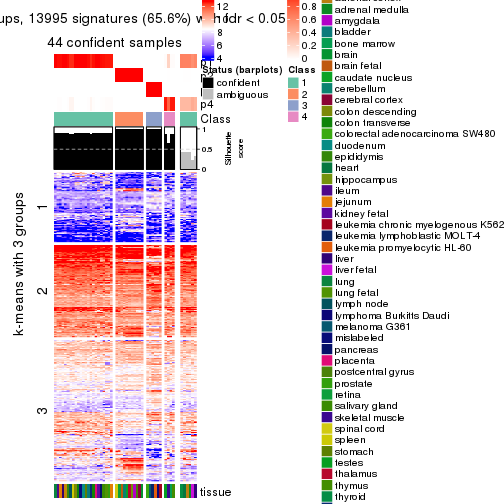 ups, 13995 signatures (65.6%) with fdr < 0.05
44 confident samples
p4
Class
1
0.5
0
Silhouette
score
k-means with 3 groups
1
2
3
tissue
12
10
8
6
4
0.8
0.6
0.4
0.2
0
Status (barplots)
confident
ambiguous
Class
1
2
3
4
adrenal medulla
amygdala
bladder
bone marrow
brain
brain fetal
caudate nucleus
cerebellum
cerebral cortex
colon descending
colon transverse
colorectal adenocarcinoma SW480
duodenum
epididymis
heart
hippocampus
ileum
jejunum
kidney fetal
leukemia chronic myelogenous K562
leukemia lymphoblastic MOLT-4
leukemia promyelocytic HL-60
liver
liver fetal
lung
lung fetal
lymph node
lymphoma Burkitts Daudi
melanoma G361
mislabeled
pancreas
placenta
postcentral gyrus
prostate
retina
salivary gland
skeletal muscle
spinal cord
spleen
stomach
testes
thalamus
thymus
thyroid